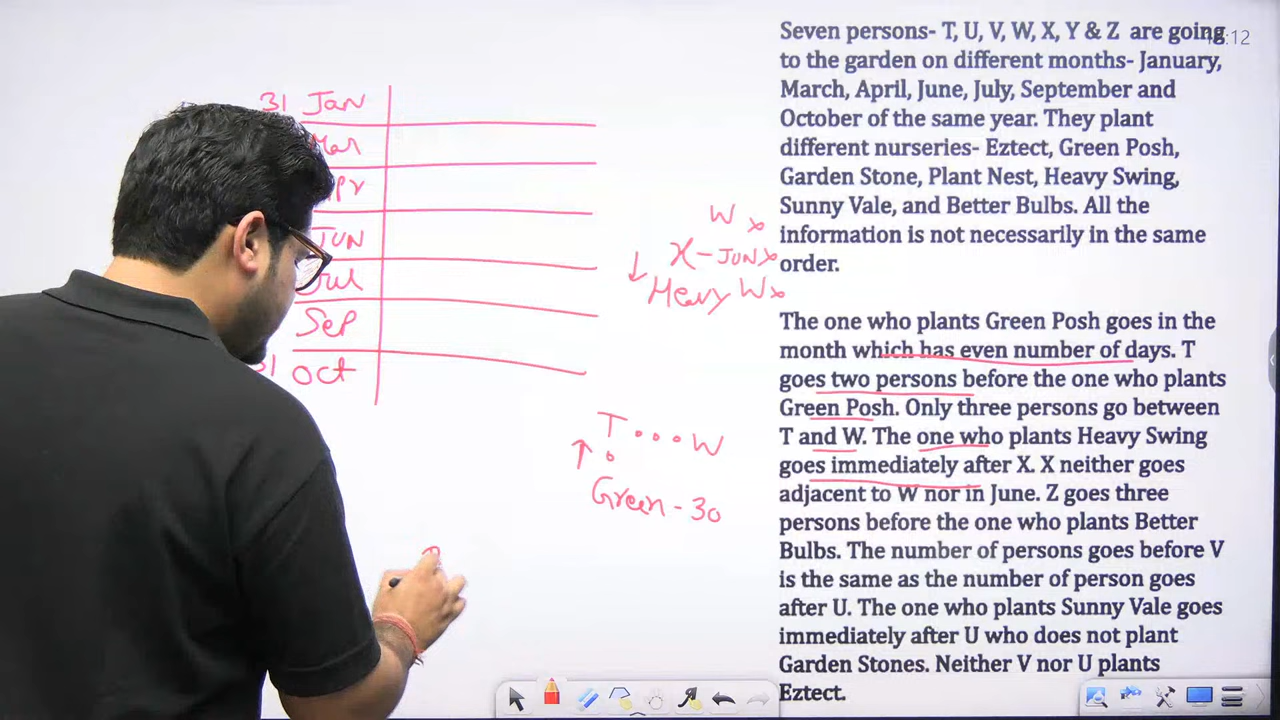 Seven persons- T, U, V, W, X, Y & Z are going
:12
to the garden on different months- January,
March, April, June, July, September and
October of the same year. They plant
different nurseries- Eztect, Green Posh,
Garden Stone, Plant Nest, Heavy Swing,
Sunny Vale, and Better Bulbs. All the
information is not necessarily in the same
order.
The one who plants Green Posh goes in the
month which has even number of days. T
goes two persons before the one who plants
Green Posh. Only three persons go between
T and W. The one who plants Heavy Swing
goes immediately after X. X neither goes
adjacent to W nor in June. Z goes three
persons before the one who plants Better
Bulbs. The number of persons goes before V
is the same as the number of person goes
after U. The one who plants Sunny Vale goes
immediately after U who does not plant
Garden Stones. Neither V nor U plants
Eztect.
31 Jan
Mar
Apr
JUN
Jul
Sep
31 Oct
W x
X - JUN x
Heavy W x
T . . . W
Green - 30